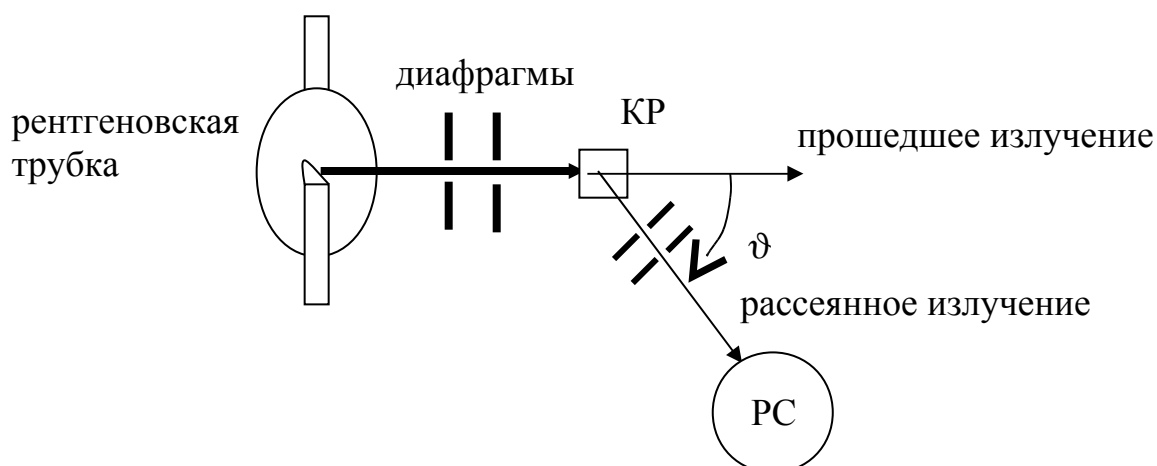 диафрагмы
рентгеновская
трубка
КР
прошедшее излучение
ϑ
рассеянное излучение
РС